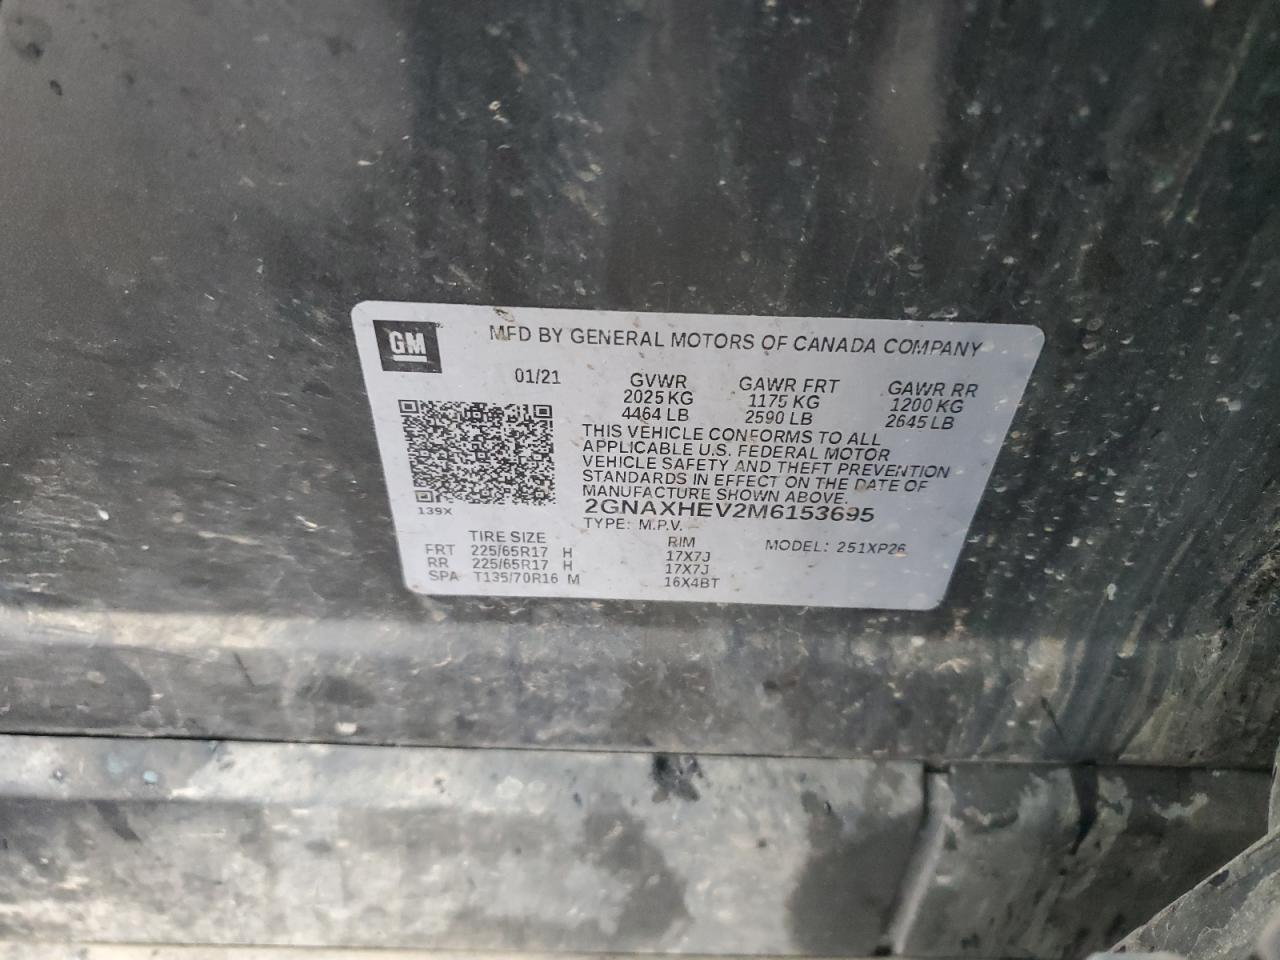 GM
MFD BY GENERAL MOTORS OF CANADA COMPANY
01/21
GVWR GAWR FRT GAWR RR
2025 KG 1175 KG 1200 KG
4464 LB 2590 LB 2645 LB
THIS VEHICLE CONFORMS TO ALL
APPLICABLE U.S. FEDERAL MOTOR
VEHICLE SAFETY AND THEFT PREVENTION
STANDARDS IN EFFECT ON THE DATE OF
MANUFACTURE SHOWN ABOVE.
139X
2GNAXHEV2M6153695
TYPE: M.P.V. MODEL: 251XP26
TIRE SIZE RIM
FRT 225/65R17 H 17X7J
RR 225/65R17 H 17X7J
SPA T135/70R16 M 16X4BT